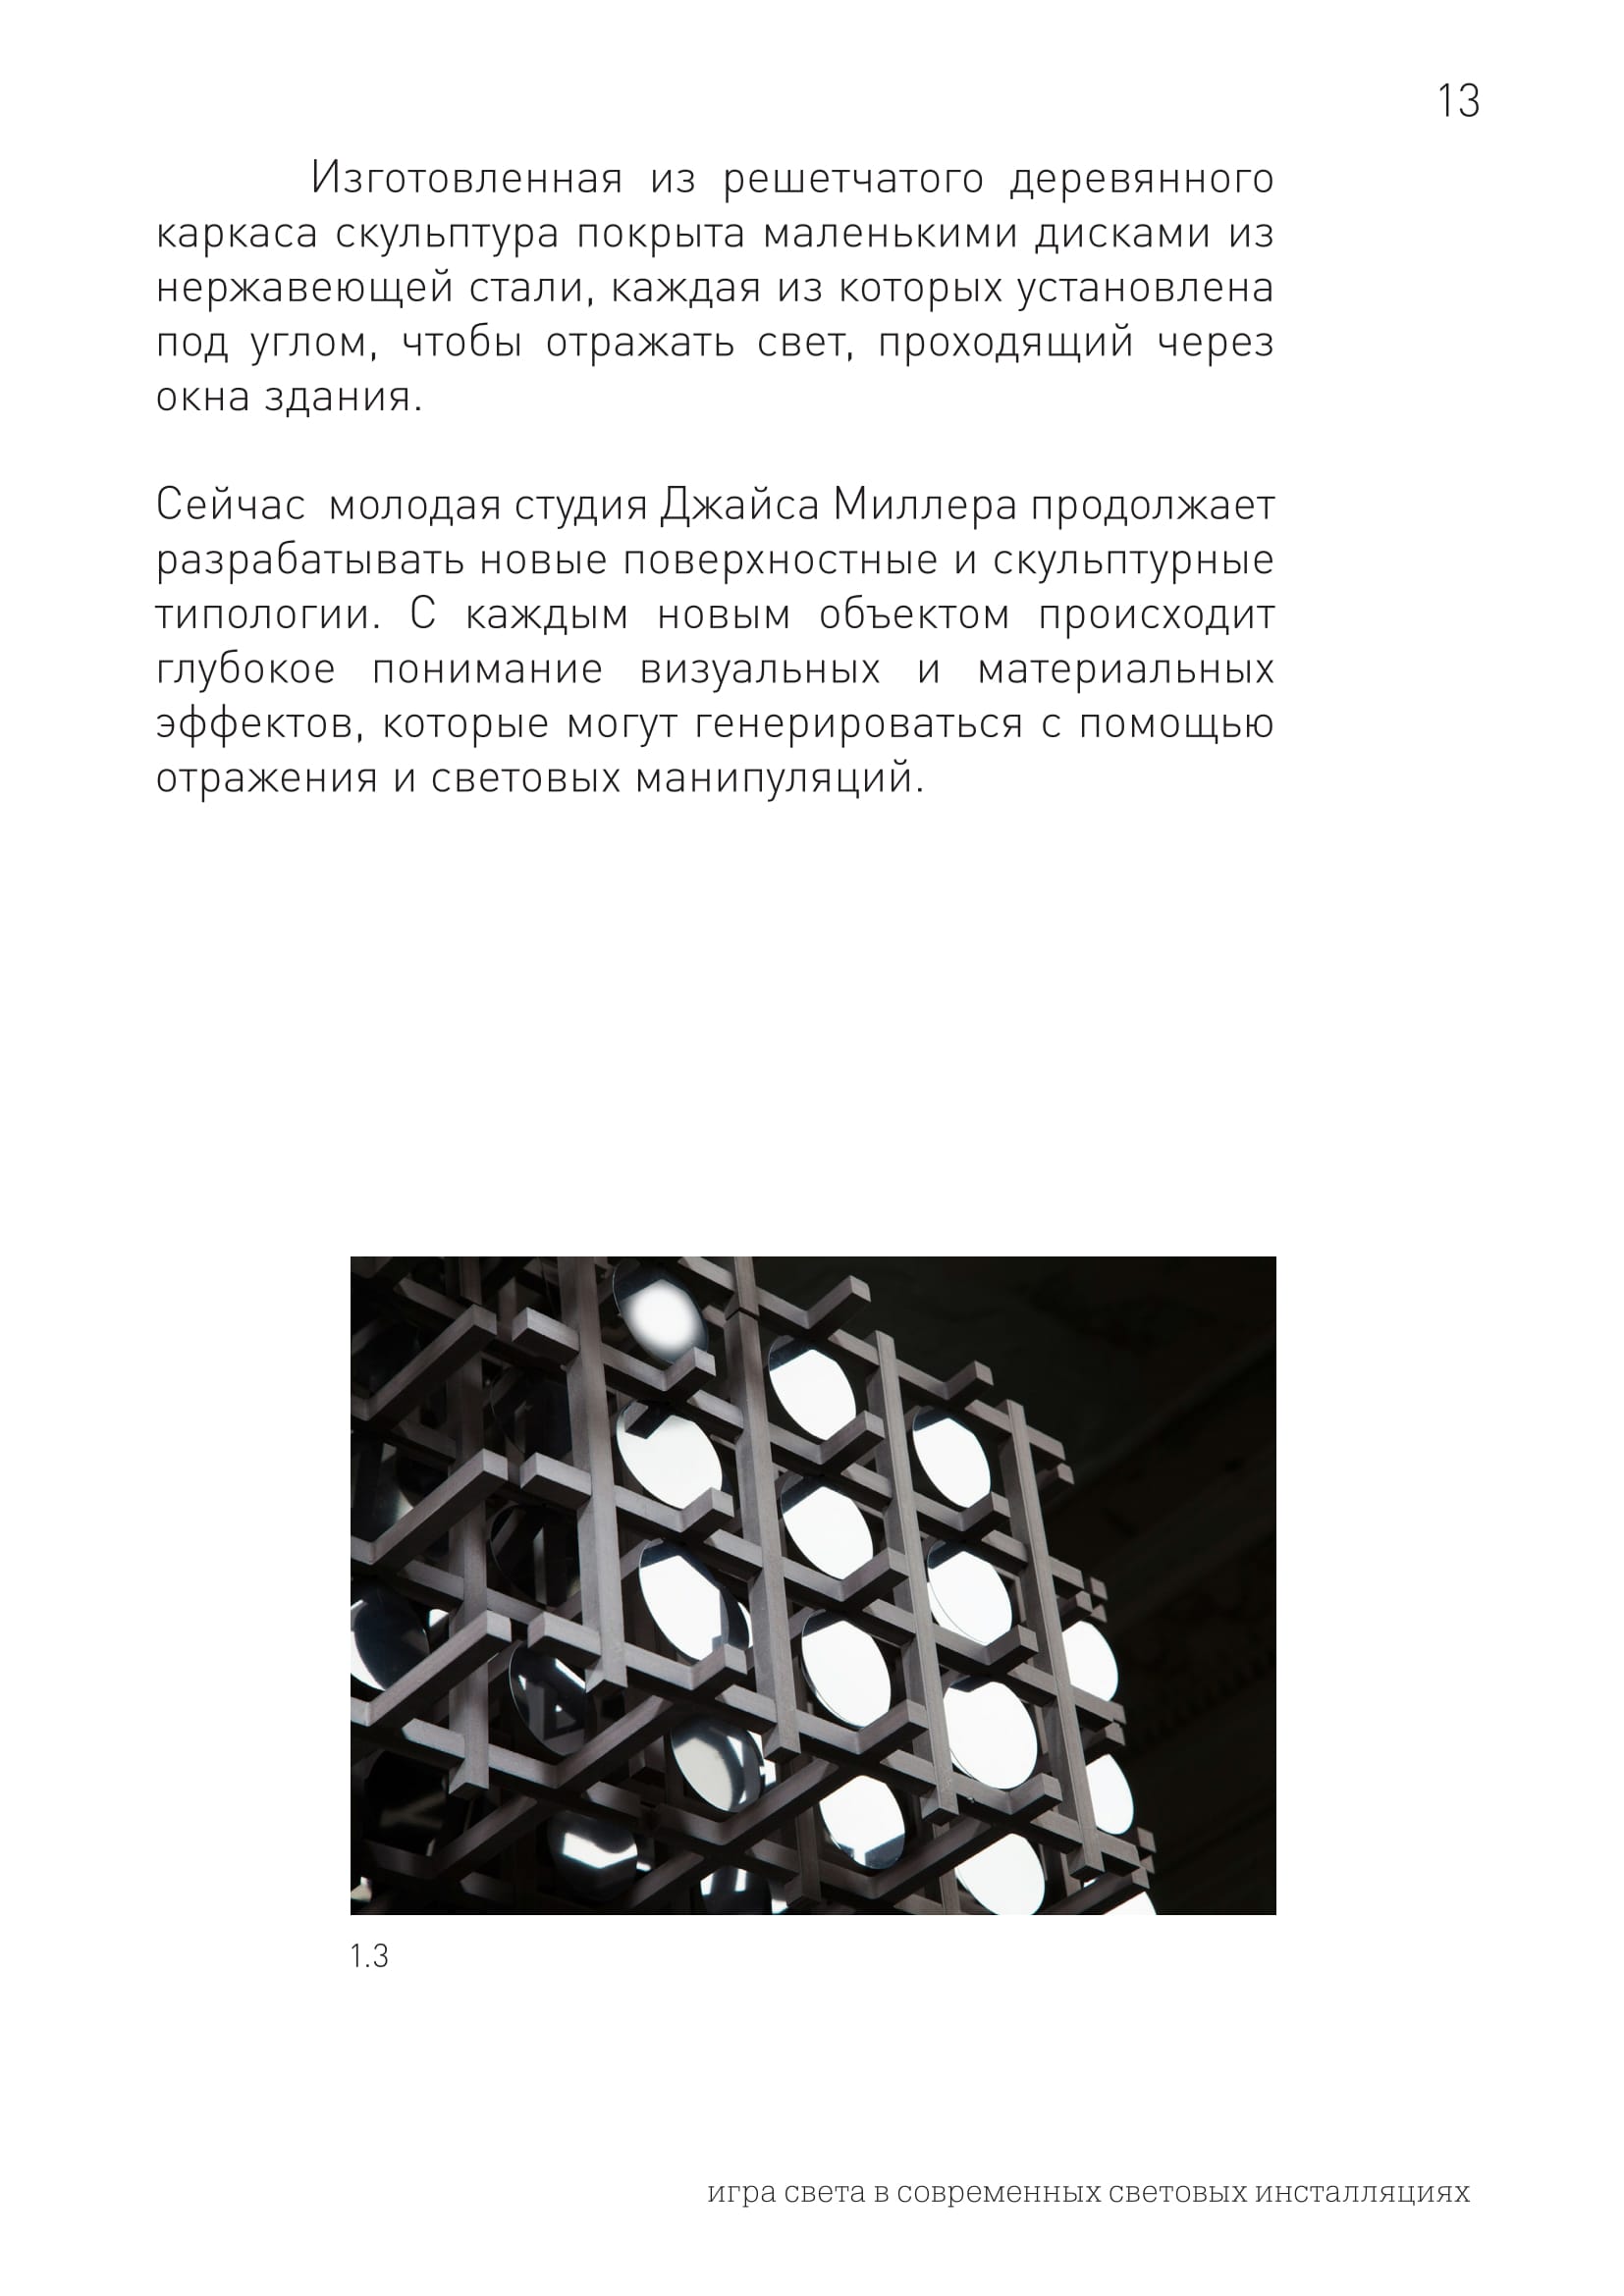 13
Изготовленная из решетчатого деревянного
каркаса скульптура покрыта маленькими дисками из
нержавеющей стали, каждая из которых установлена
под углом, чтобы отражать свет, проходящий через
окна здания.
Сейчас молодая студия Джайса Миллера продолжает
разрабатывать новые поверхностные и скульптурные
типологии. С каждым новым объектом происходит
глубокое понимание визуальных и материальных
эффектов, которые могут генерироваться с помощью
отражения и световых манипуляций.
1.3
игра света в современных световых инсталляциях